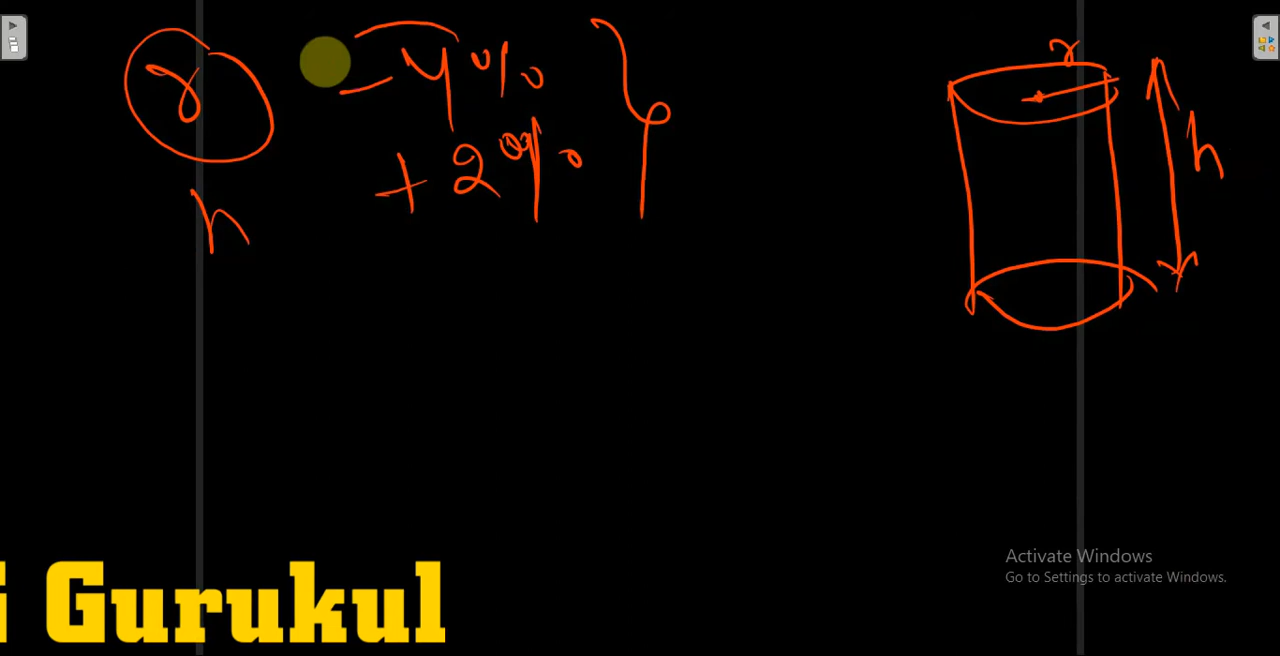 r - 4%
h + 2%
r
h
i Gurukul
Activate Windows
Go to Settings to activate Windows.